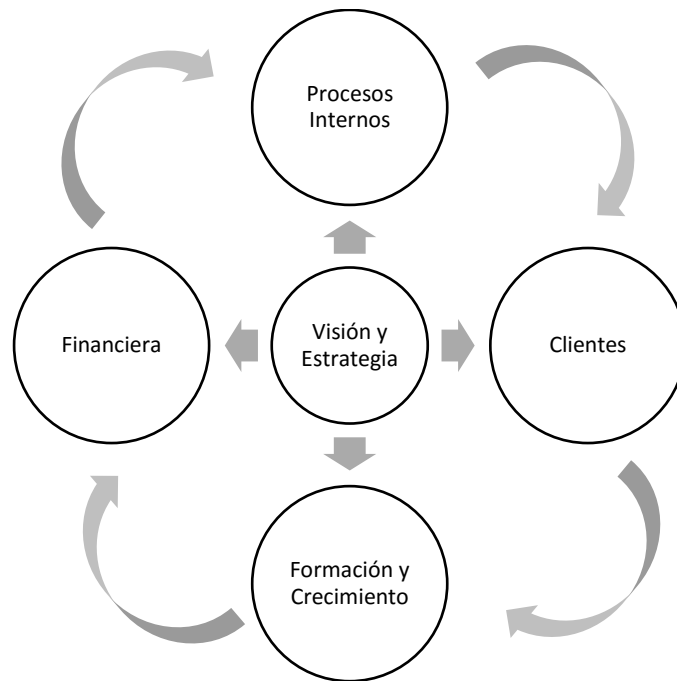 Procesos
Internos
Financiera
Visión y
Estrategia
Clientes
Formación y
Crecimiento